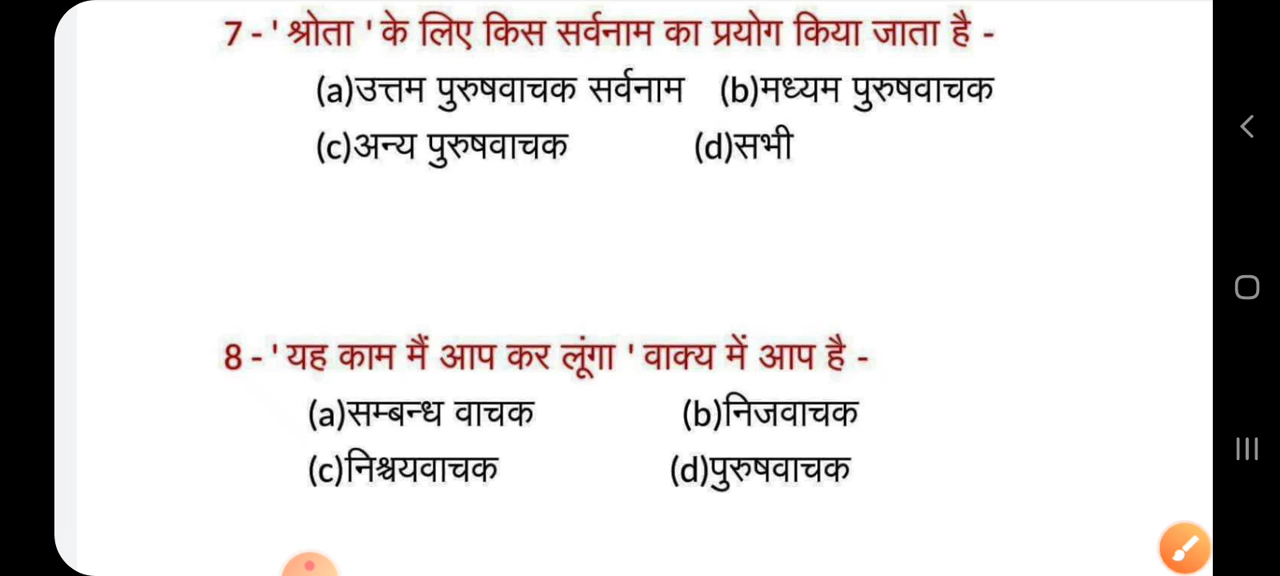 7 - ' श्रोता ' के लिए किस सर्वनाम का प्रयोग किया जाता है -
(a)उत्तम पुरुषवाचक सर्वनाम (b)मध्यम पुरुषवाचक
(c)अन्य पुरुषवाचक (d)सभी
8 - ' यह काम मैं आप कर लूंगा ' वाक्य में आप है -
(a)सम्बन्ध वाचक (b)निजवाचक
(c)निश्चयवाचक (d)पुरुषवाचक